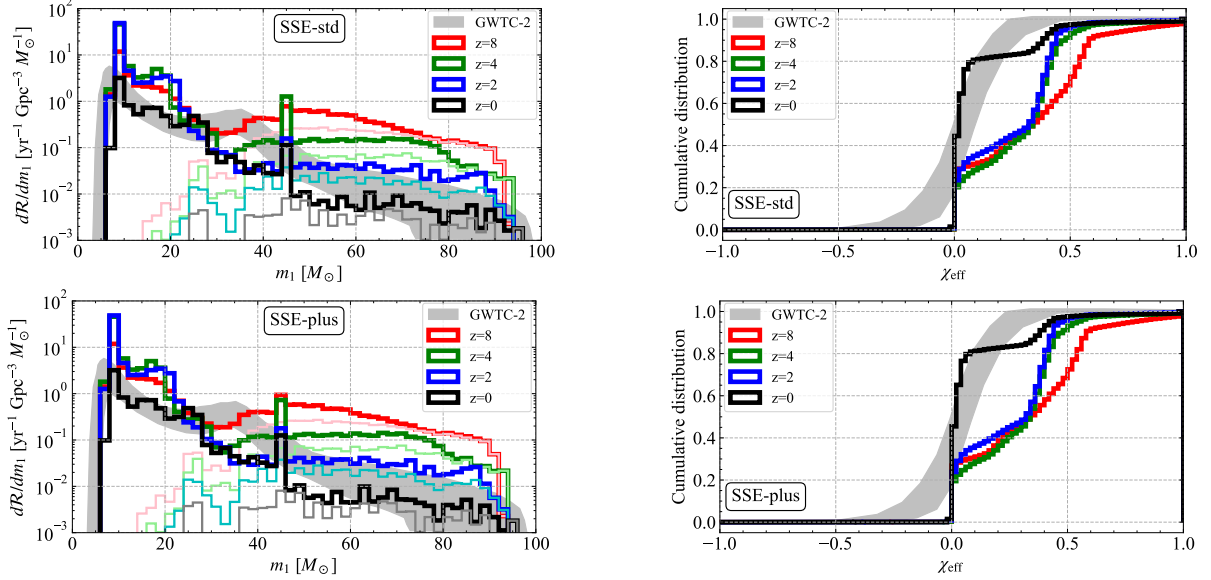 SSE-std
GWTC-2
z=8
z=4
z=2
z=0
10² 10¹ 10⁰ 10⁻¹ 10⁻² 10⁻³
dR/dm₁ [yr⁻¹ Gpc⁻³ M⊙⁻¹]
0 20 40 60 80 100
m₁ [M⊙]
GWTC-2
z=8
z=4
z=2
z=0
SSE-std
1.0 0.8 0.6 0.4 0.2 0.0
Cumulative distribution
−1.0 −0.5 0.0 0.5 1.0
χeff
SSE-plus
GWTC-2
z=8
z=4
z=2
z=0
10² 10¹ 10⁰ 10⁻¹ 10⁻² 10⁻³
dR/dm₁ [yr⁻¹ Gpc⁻³ M⊙⁻¹]
0 20 40 60 80 100
m₁ [M⊙]
GWTC-2
z=8
z=4
z=2
z=0
SSE-plus
1.0 0.8 0.6 0.4 0.2 0.0
Cumulative distribution
−1.0 −0.5 0.0 0.5 1.0
χeff